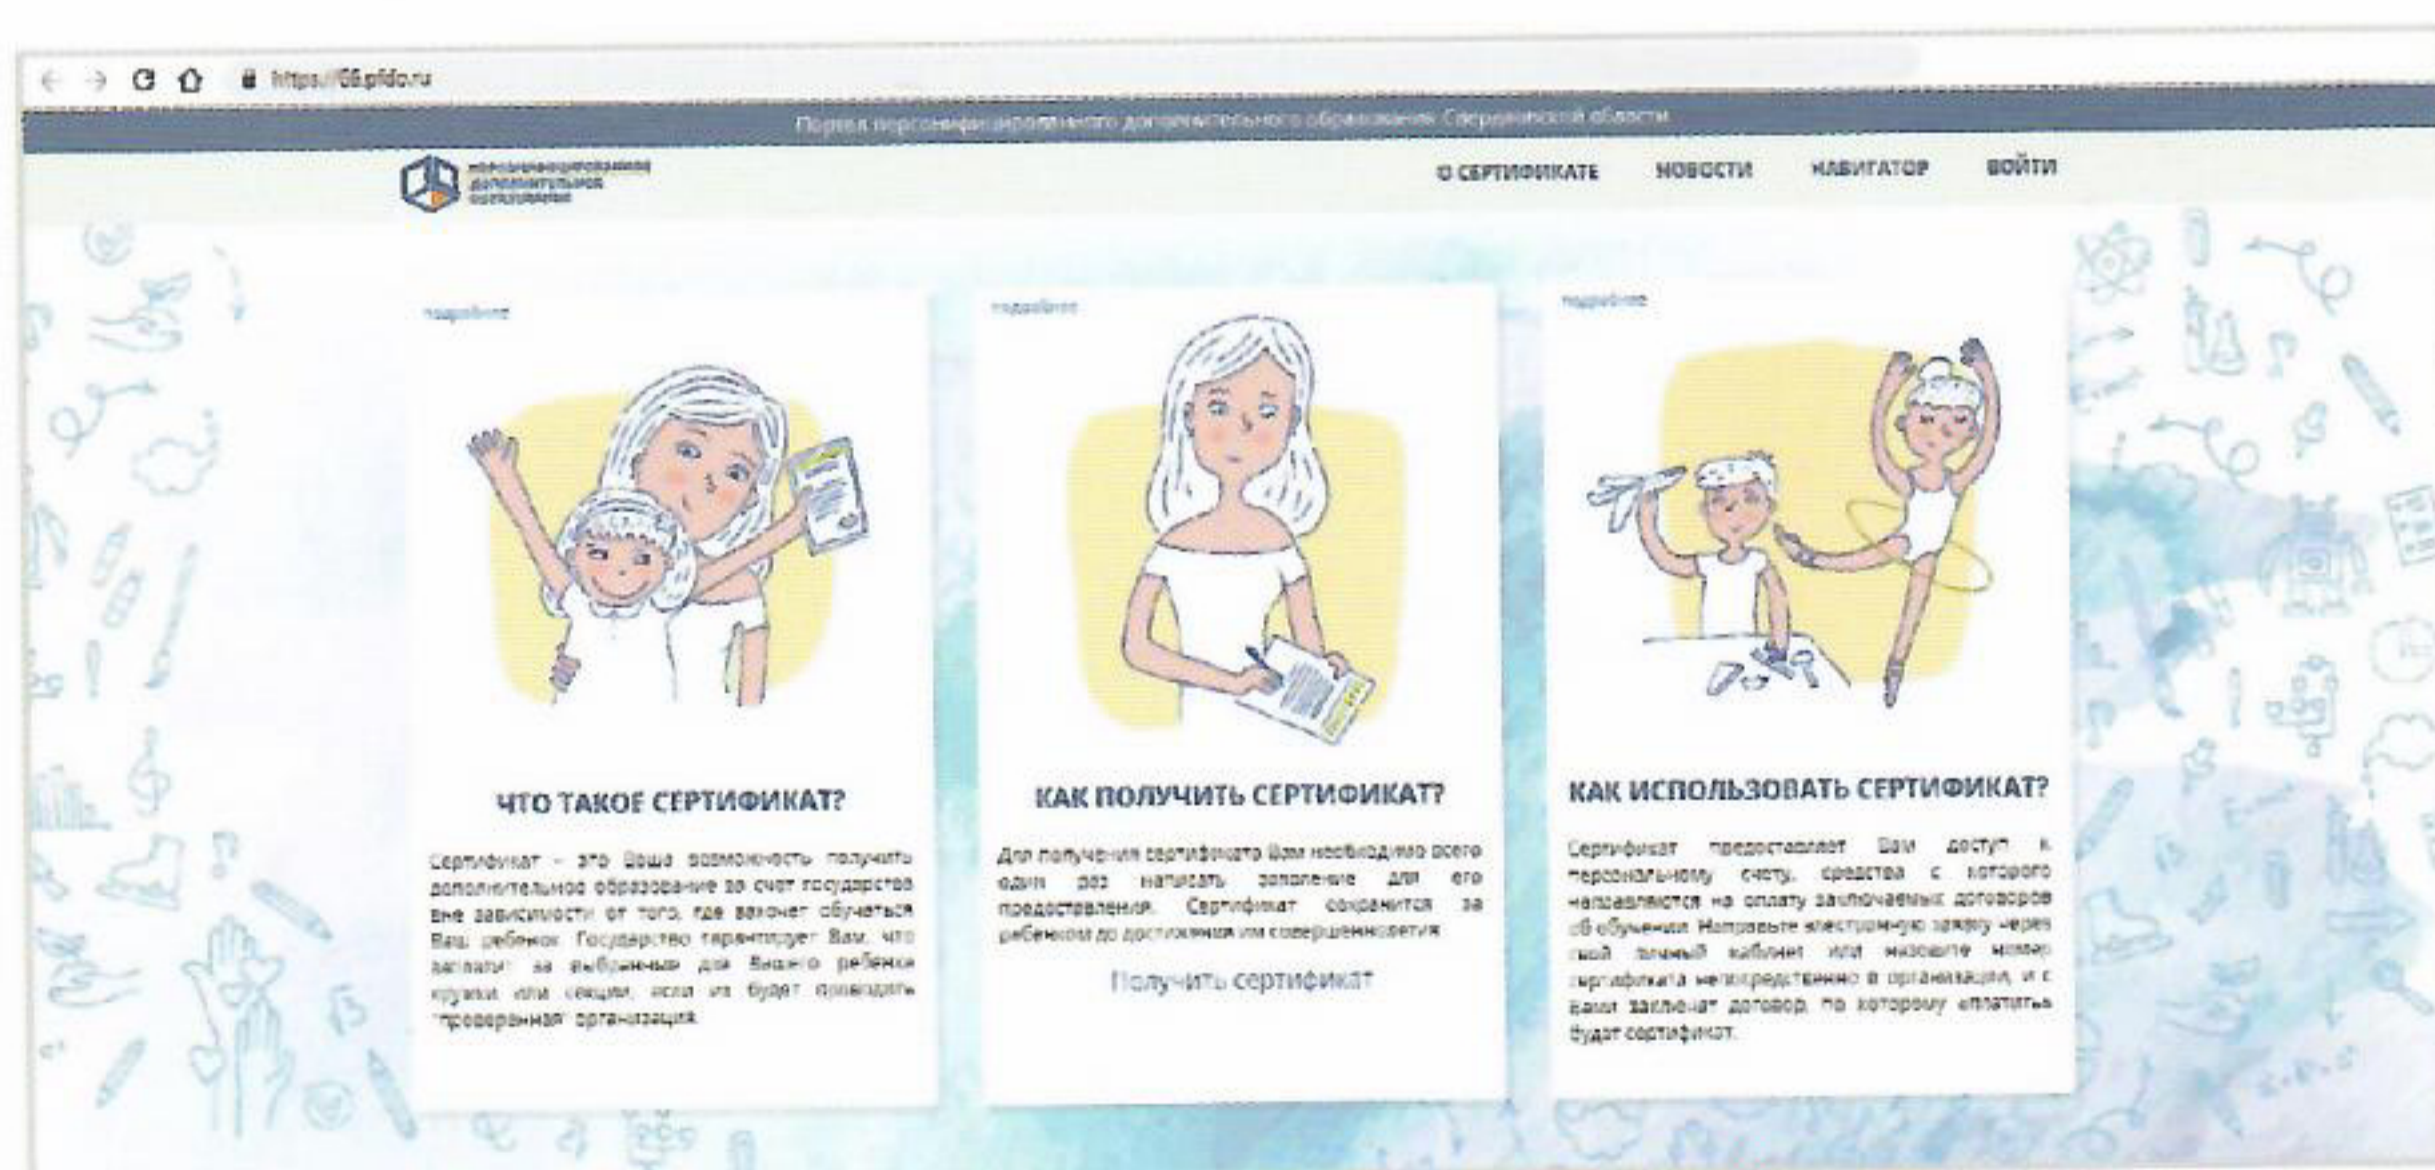 https://66.pfdo.ru
Портал персонифицированного дополнительного образования Свердловской области
ПЕРСОНИФИЦИРОВАННОЕ
ДОПОЛНИТЕЛЬНОЕ
ОБРАЗОВАНИЕ
О СЕРТИФИКАТЕ НОВОСТИ НАВИГАТОР ВОЙТИ
подробнее
подробнее
подробнее
ЧТО ТАКОЕ СЕРТИФИКАТ?
Сертификат – это Ваша возможность получить
дополнительное образование за счет государства
вне зависимости от того, где захочет обучаться
Ваш ребенок. Государство гарантирует Вам, что
заплатит за выбранные для Вашего ребенка
кружки или секции, если их будет проводить
"проверенная" организация.
КАК ПОЛУЧИТЬ СЕРТИФИКАТ?
Для получения сертификата Вам необходимо всего
один раз написать заявление для его
предоставления. Сертификат сохранится за
ребенком до достижения им совершеннолетия
Получить сертификат
КАК ИСПОЛЬЗОВАТЬ СЕРТИФИКАТ?
Сертификат предоставляет Вам доступ к
персональному счету, средства с которого
направляются на оплату заключаемых договоров
об обучении. Направьте электронную заявку через
свой личный кабинет или назовите номер
сертификата непосредственно в организации, и с
Вами заключат договор, по которому оплатить
будет сертификат.